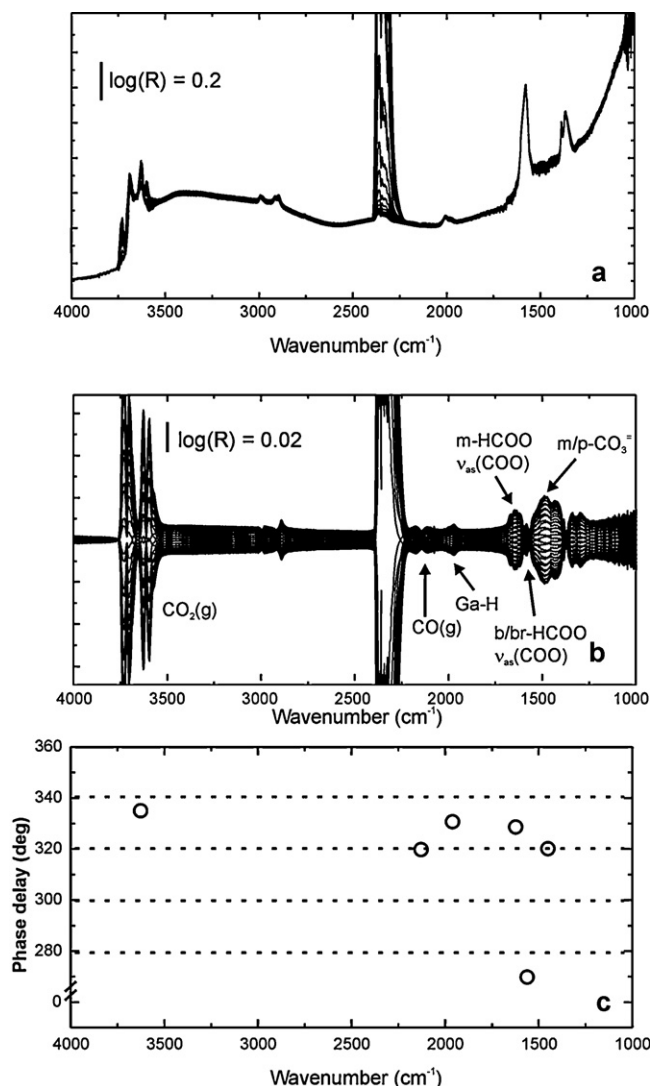 log(R) = 0.2
a
4000 3500 3000 2500 2000 1500 1000
Wavenumber (cm⁻¹)
log(R) = 0.02
m-HCOO
νas(COO)
m/p-CO₃⁼
CO₂(g)
CO(g)
Ga-H
b/br-HCOO
νas(COO)
b
4000 3500 3000 2500 2000 1500 1000
Wavenumber (cm⁻¹)
Phase delay (deg)
360
340
320
300
280
0
c
4000 3500 3000 2500 2000 1500 1000
Wavenumber (cm⁻¹)